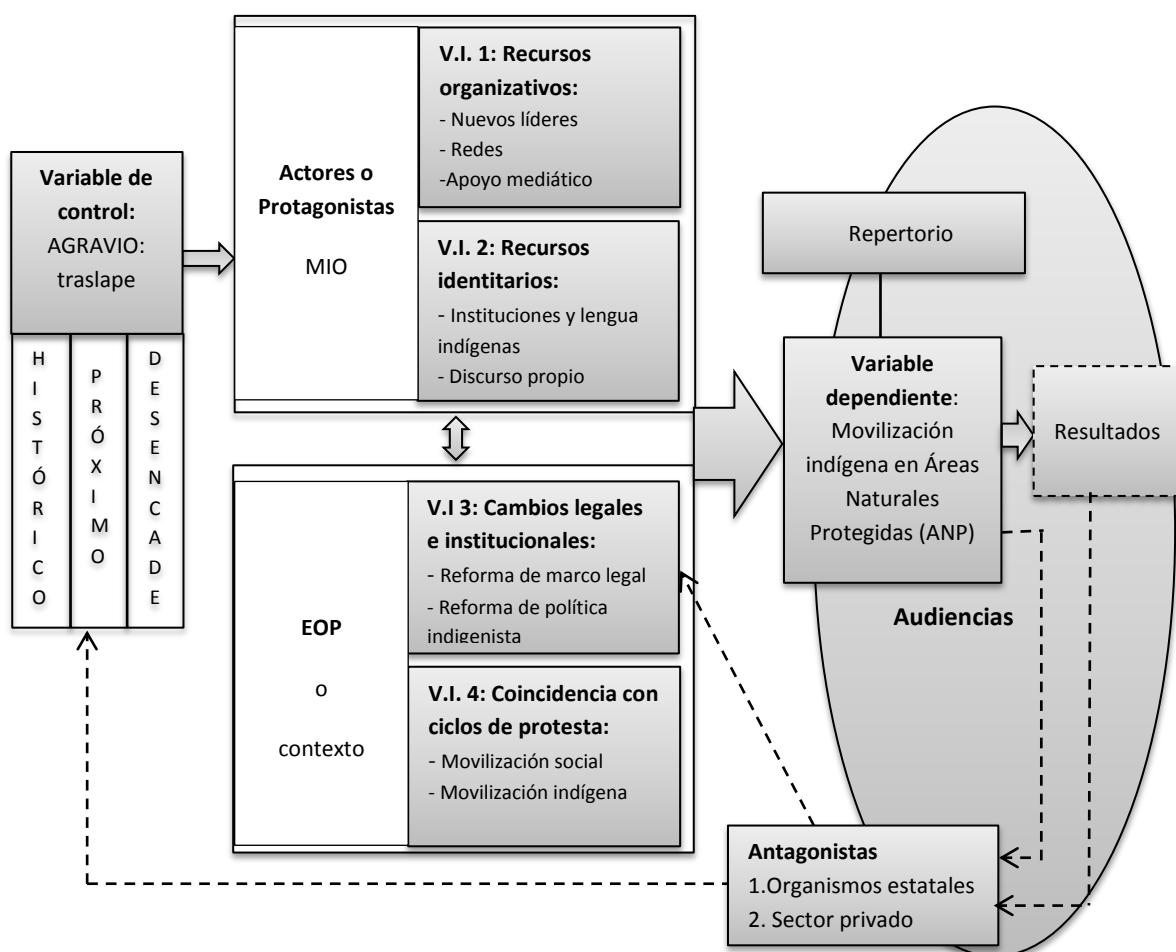 Variable de
control:
AGRAVIO:
traslape
HISTÓRICO
PRÓXIMO
DESENCADE
Actores o
Protagonistas
MIO
V.I. 1: Recursos
organizativos:
- Nuevos líderes
- Redes
-Apoyo mediático
V.I. 2: Recursos
identitarios:
- Instituciones y lengua
indígenas
- Discurso propio
EOP
o
contexto
V.I 3: Cambios legales
e institucionales:
- Reforma de marco legal
- Reforma de política
indigenista
V.I. 4: Coincidencia con
ciclos de protesta:
- Movilización social
- Movilización indígena
Repertorio
Variable
dependiente:
Movilización
indígena en Áreas
Naturales
Protegidas (ANP)
Resultados
Audiencias
Antagonistas
1.Organismos estatales
2. Sector privado